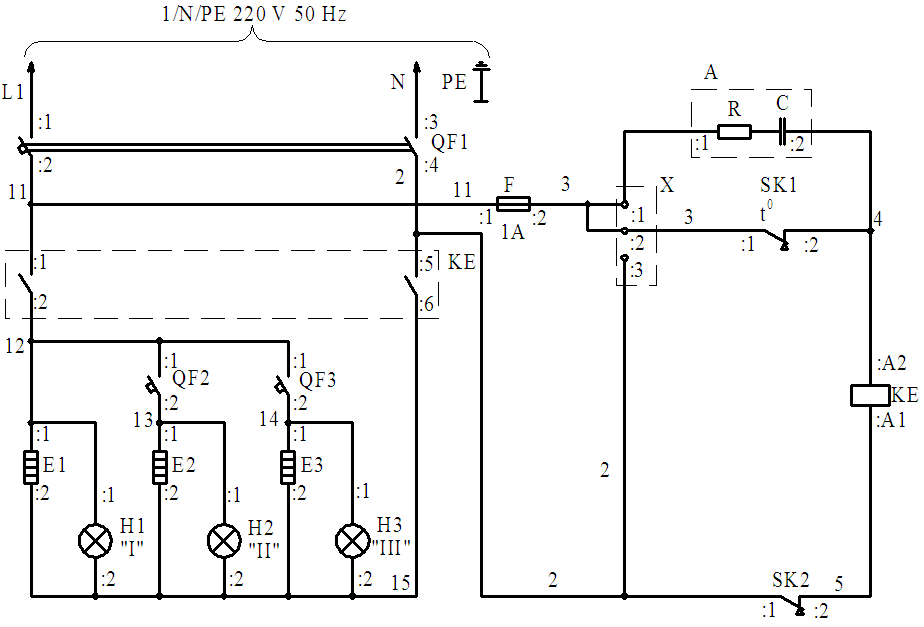 1/N/PE 220 V 50 Hz
L1
N
PE
A
R
C
:1
:2
:1
:3
QF1
:2
:4
11
2
11
F
3
X
SK1
t⁰
:1
:2
1A
:1
3
4
:2
:1
:2
:3
:1
:5
KE
:2
:6
12
:1
:1
QF2
QF3
:2
:2
:A2
KE
:A1
13
14
:1
:1
:1
E1
E2
E3
:2
:2
:2
2
:1
:1
:1
H1
"I"
H2
"II"
H3
"III"
:2
:2
:2
15
2
SK2
5
:1
:2